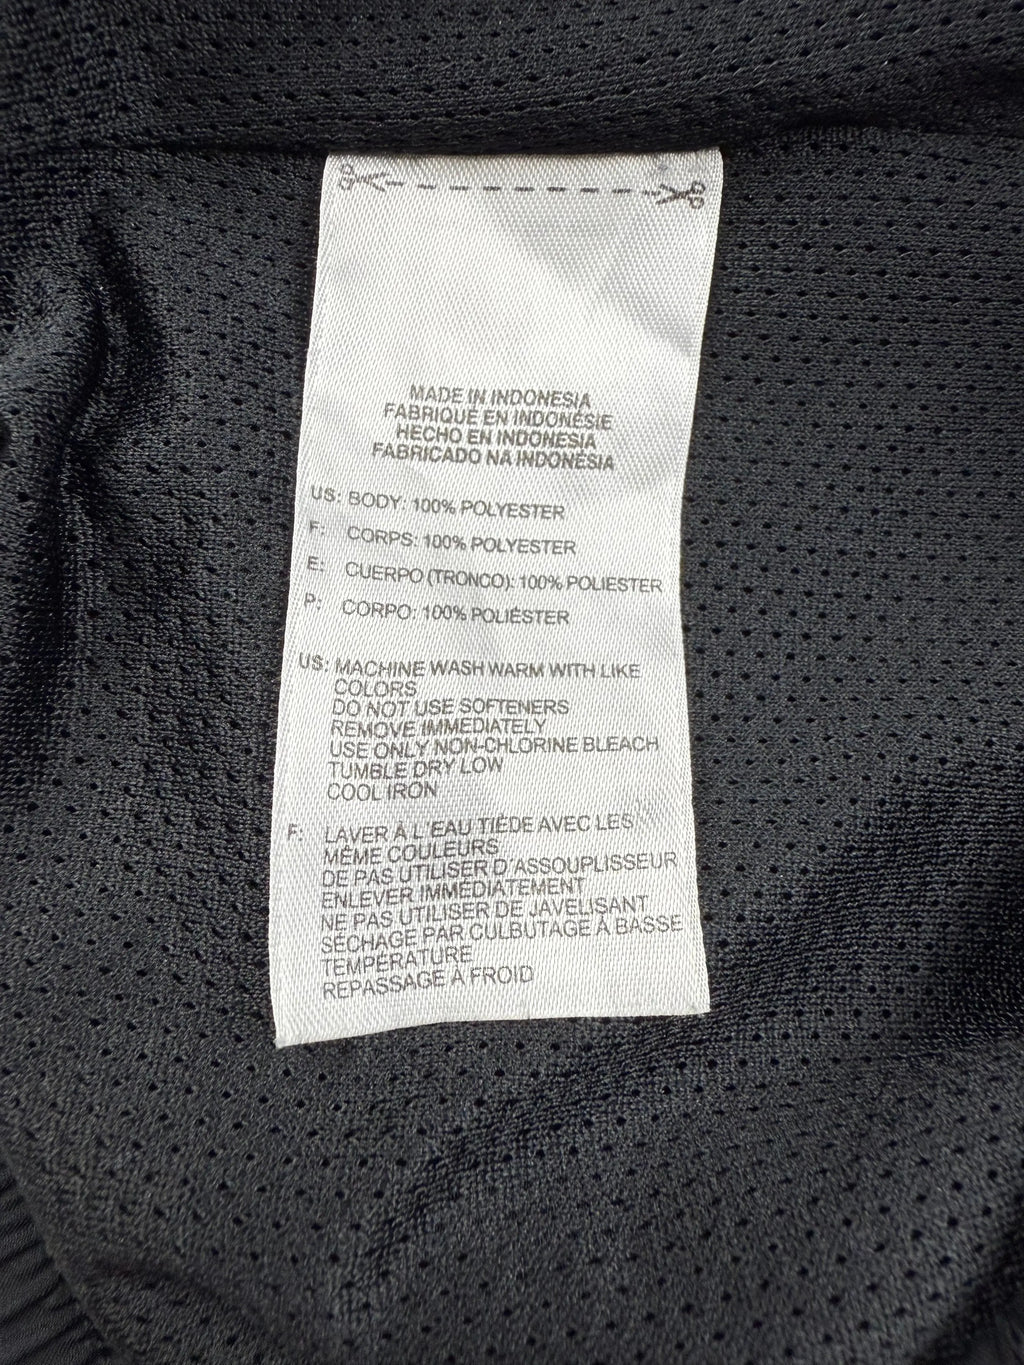 MADE IN INDONESIA
FABRIQUE EN INDONÉSIE
HECHO EN INDONESIA
FABRICADO NA INDONÉSIA
US: BODY: 100% POLYESTER
F: CORPS: 100% POLYESTER
E: CUERPO (TRONCO): 100% POLIESTER
P: CORPO: 100% POLIÉSTER
US: MACHINE WASH WARM WITH LIKE
COLORS
DO NOT USE SOFTENERS
REMOVE IMMEDIATELY
USE ONLY NON-CHLORINE BLEACH
TUMBLE DRY LOW
COOL IRON
F: LAVER À L'EAU TIÉDE AVEC LES
MÊME COULEURS
DE PAS UTILISER D'ASSOUPLISSEUR
ENLEVER IMMÉDIATEMENT
NE PAS UTILISER DE JAVELISANT
SÉCHAGE PAR CULBUTAGE À BASSE
TEMPÉRATURE
REPASSAGE À FROID